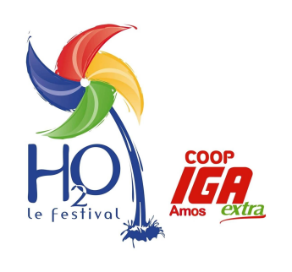 H2O
le festival
COOP
IGA
Amos extra